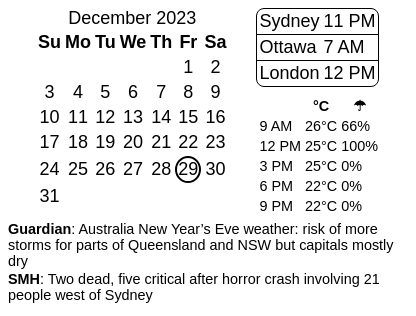 December 2023
Su Mo Tu We Th Fr Sa
1 2
3 4 5 6 7 8 9
10 11 12 13 14 15 16
17 18 19 20 21 22 23
24 25 26 27 28 29 30
31
Sydney 11 PM
Ottawa 7 AM
London 12 PM
°C ☂
9 AM 26°C 66%
12 PM 25°C 100%
3 PM 25°C 0%
6 PM 22°C 0%
9 PM 22°C 0%
Guardian: Australia New Year’s Eve weather: risk of more
storms for parts of Queensland and NSW but capitals mostly
dry
SMH: Two dead, five critical after horror crash involving 21
people west of Sydney